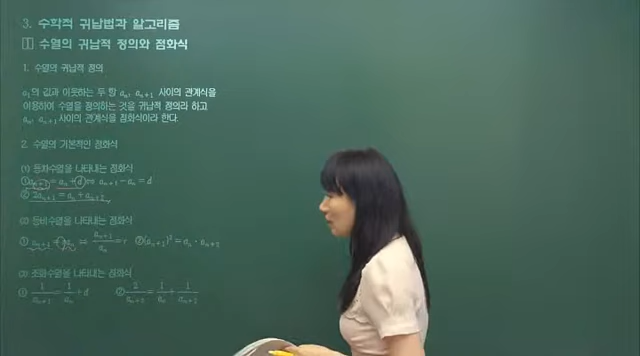 3. 수학적 귀납법과 알고리즘
1 수열의 귀납적 정의와 점화식
1. 수열의 귀납적 정의
a₁의 값과 이웃하는 두 항 aₙ, aₙ₊₁ 사이의 관계식을
이용하여 수열을 정의하는 것을 귀납적 정의라 하고
aₙ, aₙ₊₁사이의 관계식을 점화식이라 한다.
2. 수열의 기본적인 점화식
(1) 등차수열을 나타내는 점화식
① aₙ₊₁ = aₙ + d ⇔ aₙ₊₁ - aₙ = d
② 2aₙ₊₁ = aₙ + aₙ₊₂
(2) 등비수열을 나타내는 점화식
① aₙ₊₁ = aₙ ⇔ aₙ₊₁/aₙ = r ② (aₙ₊₁)² = aₙ · aₙ₊₂
(3) 조화수열을 나타내는 점화식
① 1/aₙ₊₁ = 1/aₙ + d ② 2/aₙ₊₁ = 1/aₙ + 1/aₙ₊₂